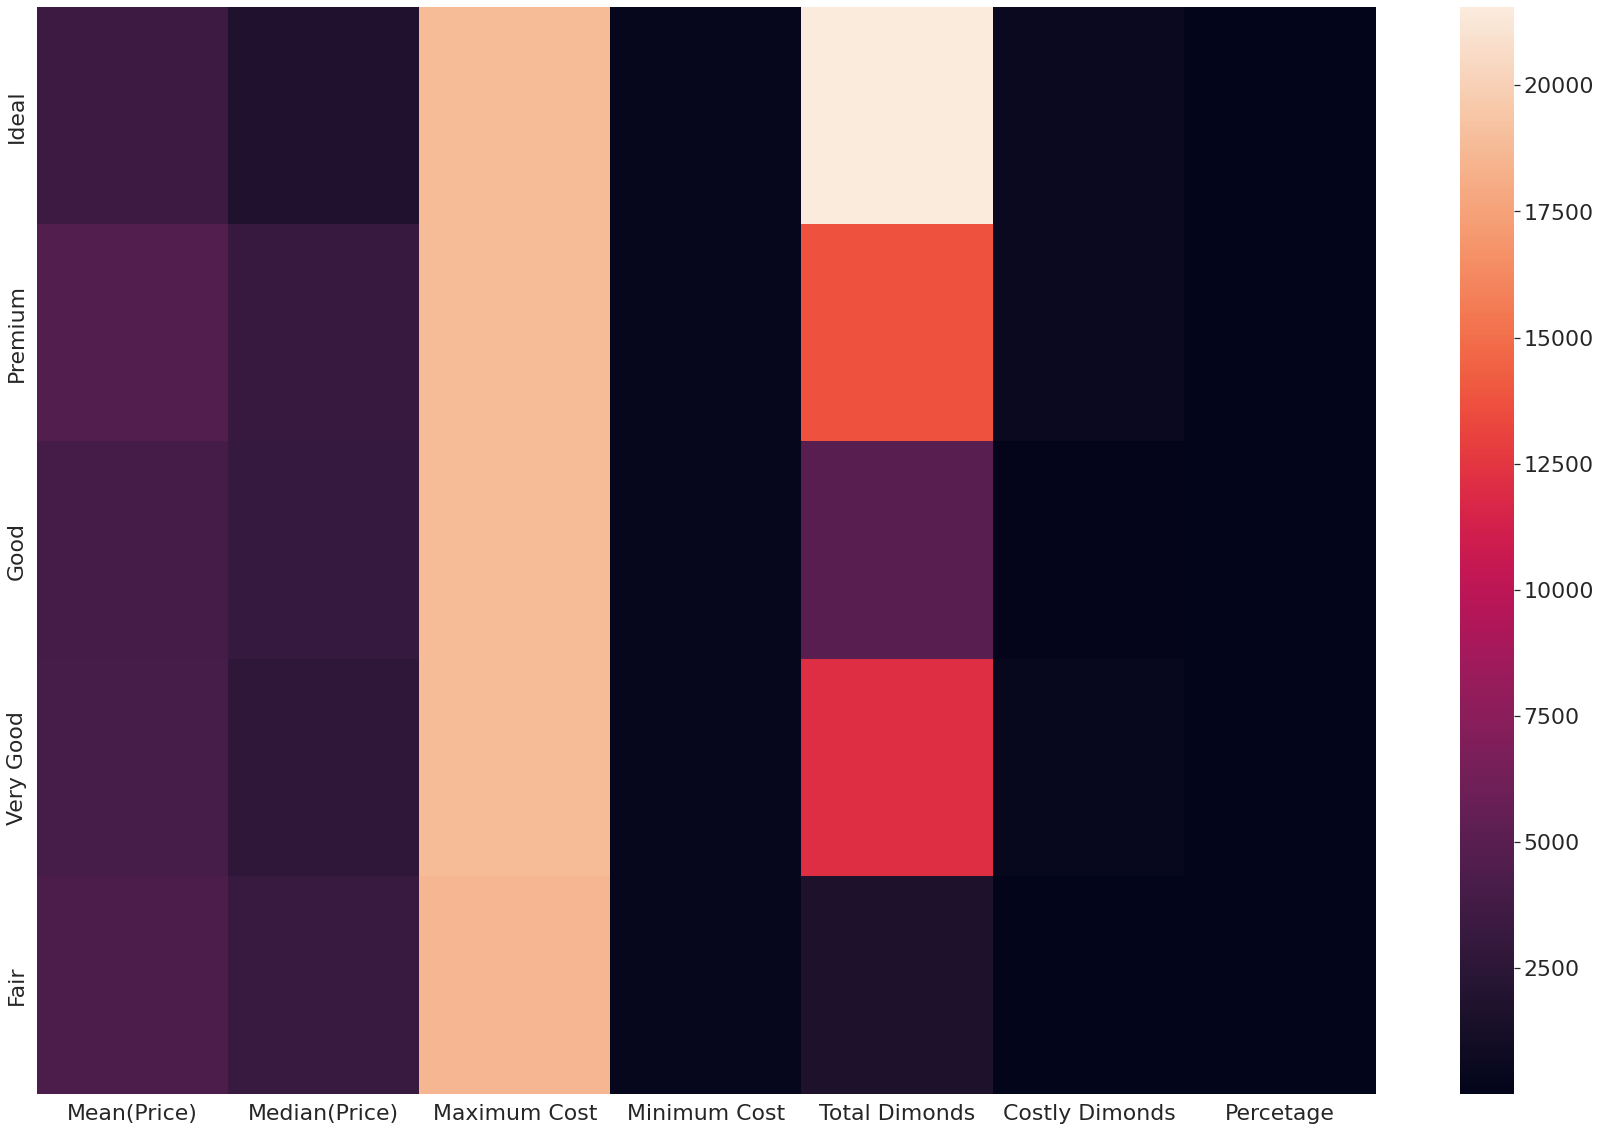 Ideal
Premium
Good
Very Good
Fair
Mean(Price) Median(Price) Maximum Cost Minimum Cost Total Dimonds Costly Dimonds Percetage
20000
17500
15000
12500
10000
7500
5000
2500